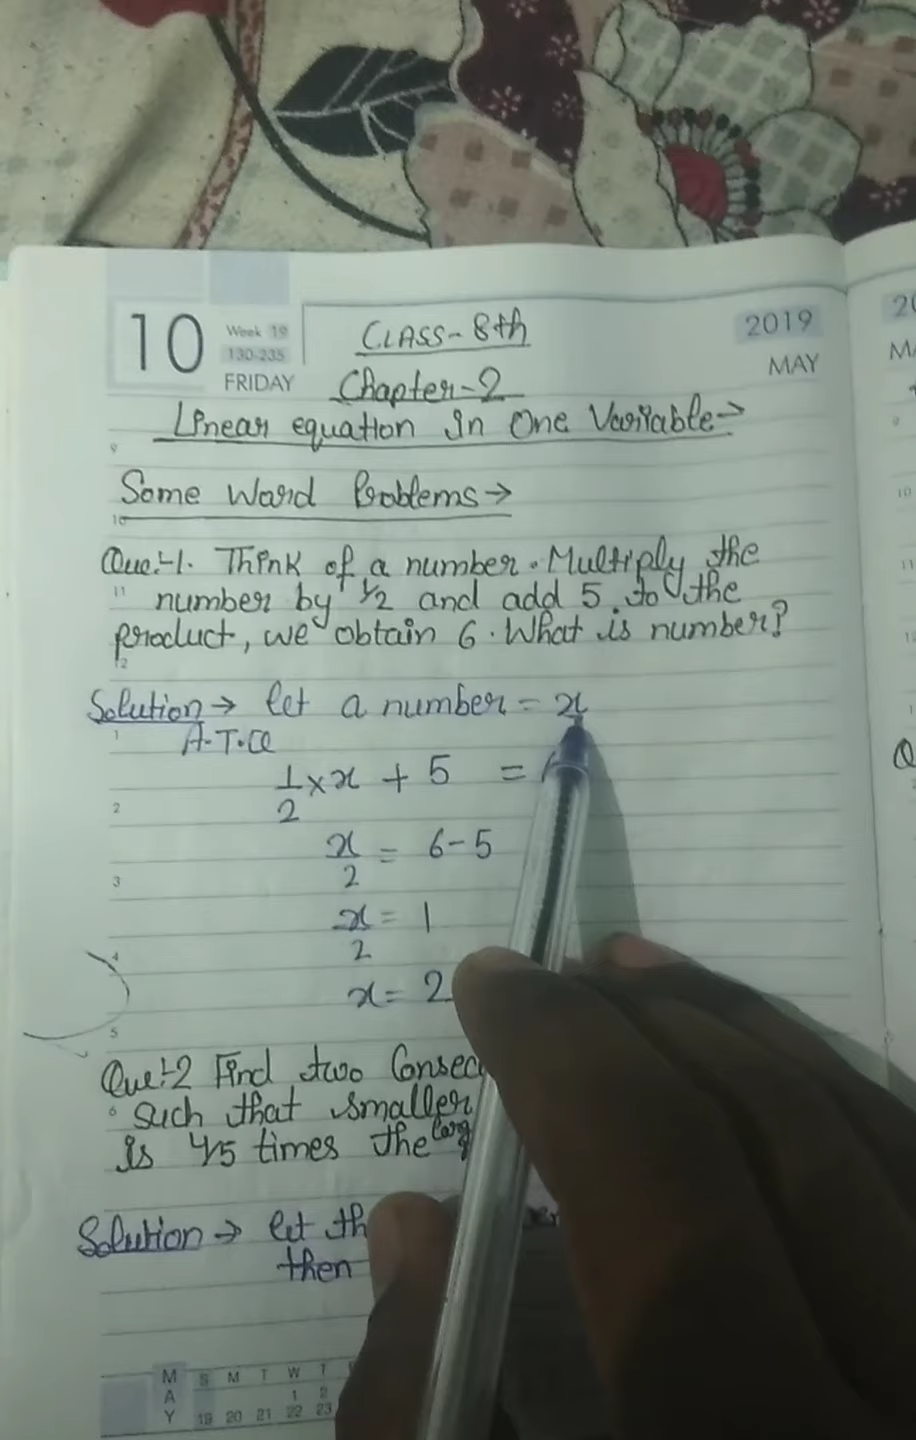 10
Week 19
130-235
FRIDAY
CLASS-8th
2019
MAY
Chapter-2
Linear equation in One Variable→
Some Word Problems→
Que:-1. Think of a number. Multiply the
number by 1/2 and add 5 to the
product, we obtain 6. What is number?
Solution → let a number = x
A.T.Q
1/2 × x + 5 =
x/2 = 6-5
x/2 = 1
x = 2
Que:-2 Find two
such that smaller
is 4/5 times the
Solution → let
then
MAY
S M T W T
1 2
19 20 21 22 23